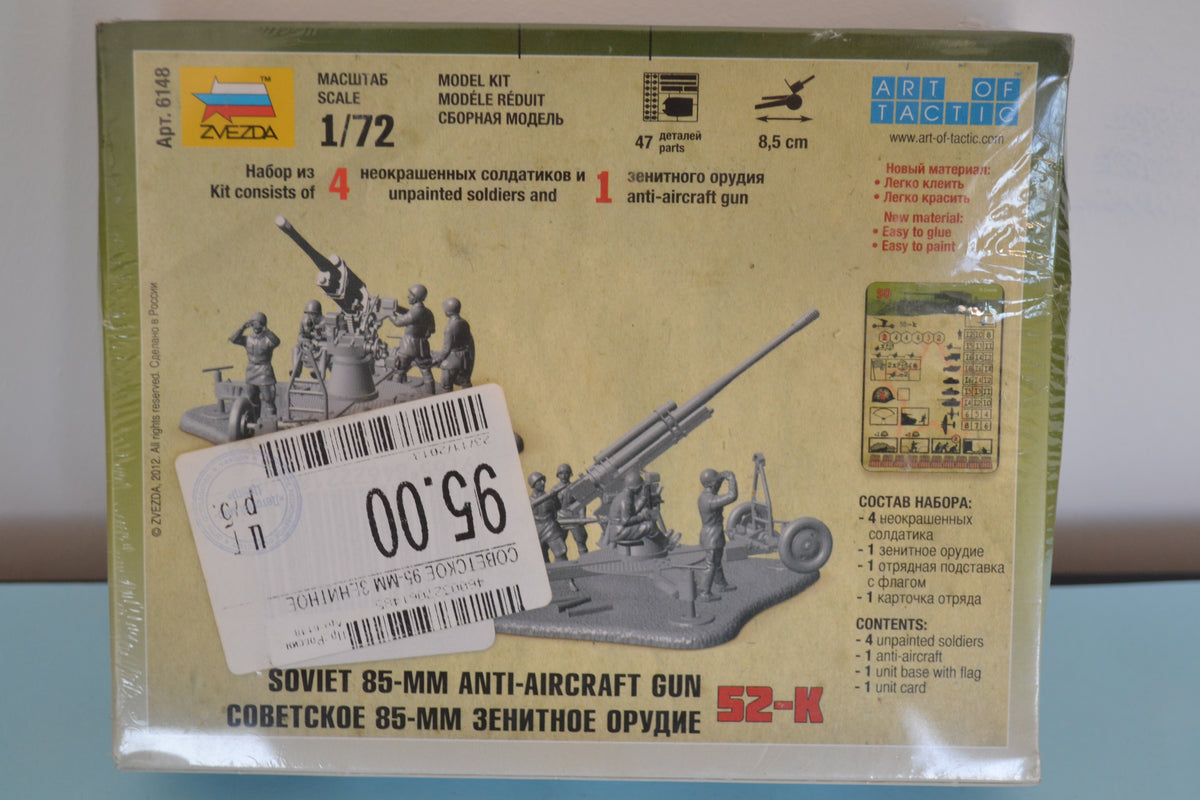 Арт. 6148
ZVEZDA
МАСШТАБ
SCALE
1/72
MODEL KIT
MODÉLE RÉDUIT
СБОРНАЯ МОДЕЛЬ
47 деталей
parts
8,5 cm
ART OF
TACTIC
www.art-of-tactic.com
Набор из 4 неокрашенных солдатиков и 1 зенитного орудия
Kit consists of unpainted soldiers and anti-aircraft gun
Новый материал:
• Легко клеить
• Легко красить
New material:
• Easy to glue
• Easy to paint
© ZVEZDA, 2012. All rights reserved. Сделано в России
95.00
СОВЕТСКОЕ 95-ММ ЗЕНИТНОЕ
СОСТАВ НАБОРА:
- 4 неокрашенных
солдатика
- 1 зенитное орудие
- 1 отрядная подставка
с флагом
- 1 карточка отряда
CONTENTS:
- 4 unpainted soldiers
- 1 anti-aircraft
- 1 unit base with flag
- 1 unit card
SOVIET 85-MM ANTI-AIRCRAFT GUN
СОВЕТСКОЕ 85-ММ ЗЕНИТНОЕ ОРУДИЕ
52-K